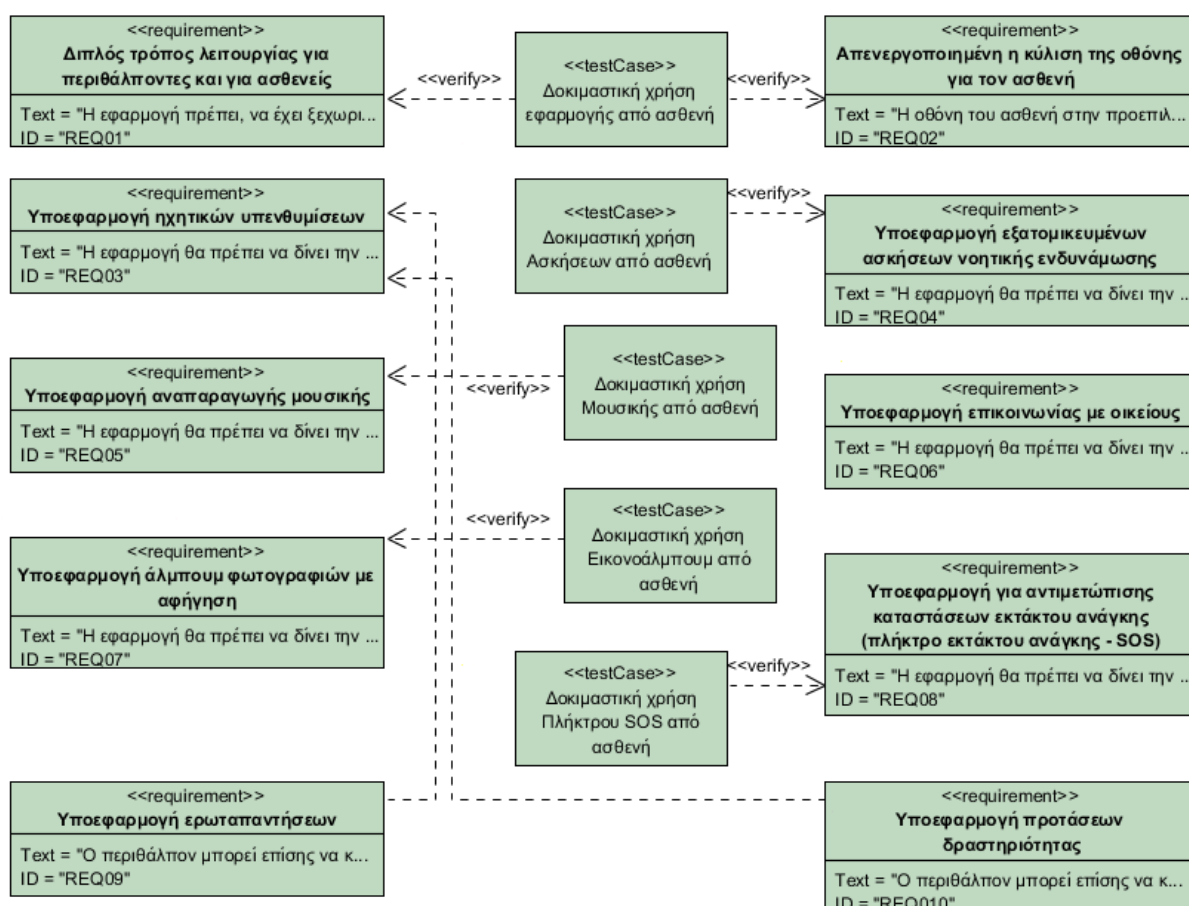 <<requirement>>
Διπλός τρόπος λειτουργίας για
περιθάλποντες και για ασθενείς
Text = "Η εφαρμογή πρέπει, να έχει ξεχωρι...
ID = "REQ01"
<<verify>>
<<testCase>>
Δοκιμαστική χρήση
εφαρμογής από ασθενή
<<verify>>
<<requirement>>
Απενεργοποιημένη η κύλιση της οθόνης
για τον ασθενή
Text = "Η οθόνη του ασθενή στην προεπιλ...
ID = "REQ02"
<<requirement>>
Υποεφαρμογή ηχητικών υπενθυμίσεων
Text = "Η εφαρμογή θα πρέπει να δίνει την ...
ID = "REQ03"
<<testCase>>
Δοκιμαστική χρήση
Ασκήσεων από ασθενή
<<verify>>
<<requirement>>
Υποεφαρμογή εξατομικευμένων
ασκήσεων νοητικής ενδυνάμωσης
Text = "Η εφαρμογή θα πρέπει να δίνει την ..
ID = "REQ04"
<<requirement>>
Υποεφαρμογή αναπαραγωγής μουσικής
Text = "Η εφαρμογή θα πρέπει να δίνει την ...
ID = "REQ05"
<<verify>>
<<testCase>>
Δοκιμαστική χρήση
Μουσικής από ασθενή
<<requirement>>
Υποεφαρμογή επικοινωνίας με οικείους
Text = "Η εφαρμογή θα πρέπει να δίνει την ..
ID = "REQ06"
<<requirement>>
Υποεφαρμογή άλμπουμ φωτογραφιών με
αφήγηση
Text = "Η εφαρμογή θα πρέπει να δίνει την ...
ID = "REQ07"
<<verify>>
<<testCase>>
Δοκιμαστική χρήση
Εικονοάλμπουμ από
ασθενή
<<requirement>>
Υποεφαρμογή για αντιμετώπισης
καταστάσεων εκτάκτου ανάγκης
(πλήκτρο εκτάκτου ανάγκης - SOS)
Text = "Η εφαρμογή θα πρέπει να δίνει την ..
ID = "REQ08"
<<testCase>>
Δοκιμαστική χρήση
Πλήκτρου SOS από
ασθενή
<<verify>>
<<requirement>>
Υποεφαρμογή ερωταπαντήσεων
Text = "Ο περιθάλπον μπορεί επίσης να κ...
ID = "REQ09"
<<requirement>>
Υποεφαρμογή προτάσεων
δραστηριότητας
Text = "Ο περιθάλπον μπορεί επίσης να κ...
ID = "REQ010"